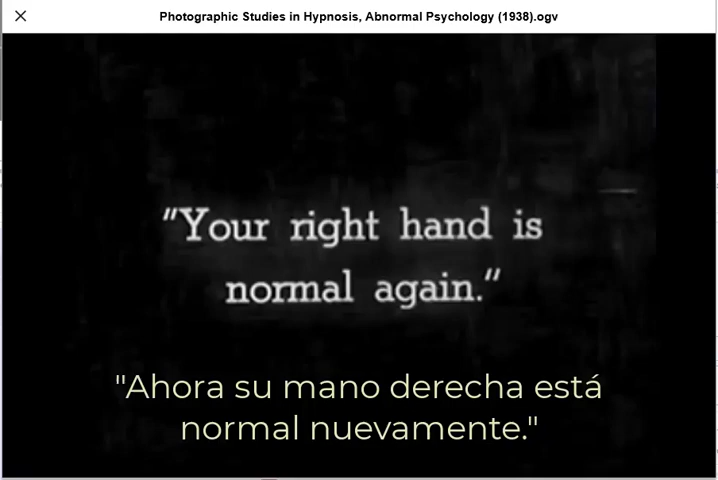 Photographic Studies in Hypnosis, Abnormal Psychology (1938).ogv
"Your right hand is
normal again."
"Ahora su mano derecha está
normal nuevamente."